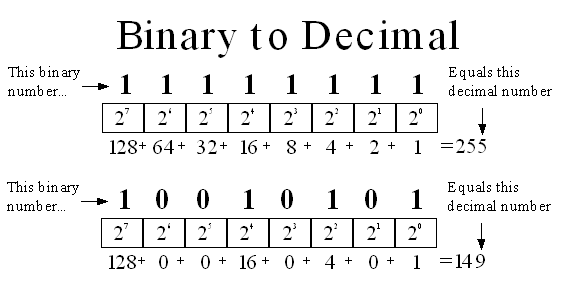 Binary to Decimal
This binary number... 1 1 1 1 1 1 1 1 Equals this decimal number
2⁷ 2⁶ 2⁵ 2⁴ 2³ 2² 2¹ 2⁰
128+ 64+ 32+ 16+ 8+ 4+ 2+ 1 =255
This binary number... 1 0 0 1 0 1 0 1 Equals this decimal number
2⁷ 2⁶ 2⁵ 2⁴ 2³ 2² 2¹ 2⁰
128+ 0 + 0 + 16+ 0 + 4 + 0 + 1 =149